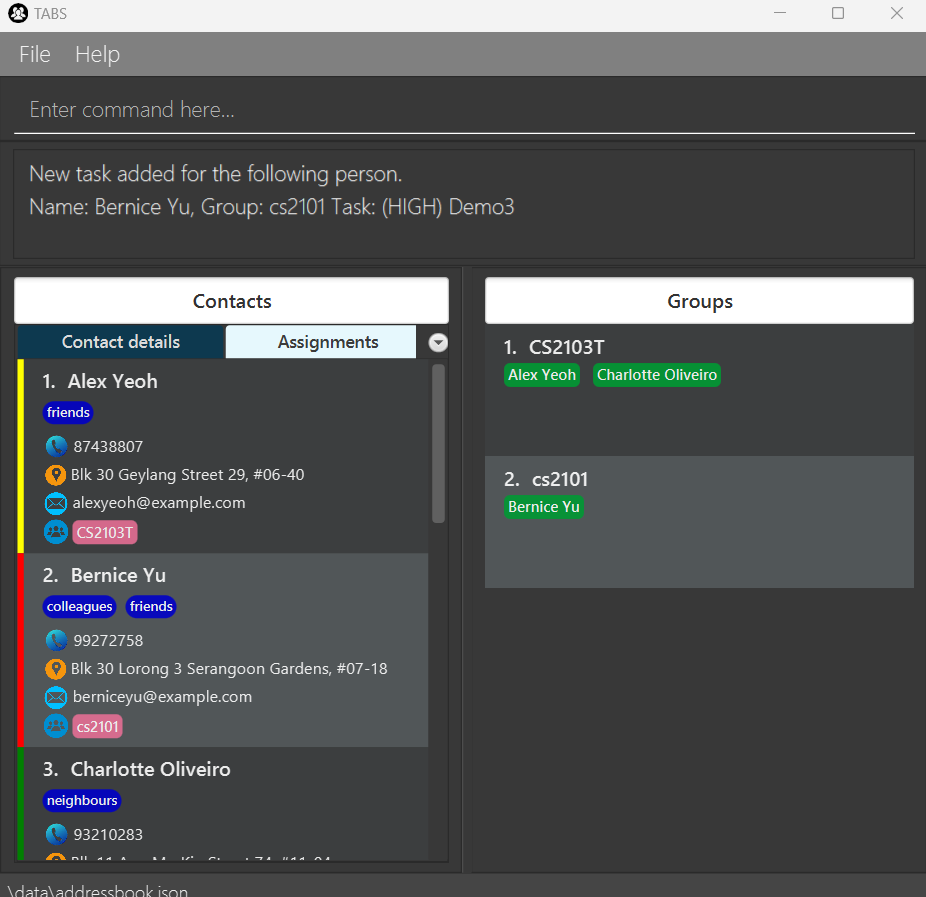 TABS
File Help
Enter command here...
New task added for the following person.
Name: Bernice Yu, Group: cs2101 Task: (HIGH) Demo3
Contacts
Contact details Assignments
1. Alex Yeoh
friends
87438807
Blk 30 Geylang Street 29, #06-40
alexyeoh@example.com
CS2103T
2. Bernice Yu
colleagues friends
99272758
Blk 30 Lorong 3 Serangoon Gardens, #07-18
berniceyu@example.com
cs2101
3. Charlotte Oliveiro
neighbours
93210283
Groups
1. CS2103T
Alex Yeoh Charlotte Oliveiro
2. cs2101
Bernice Yu
\data\addressbook.json